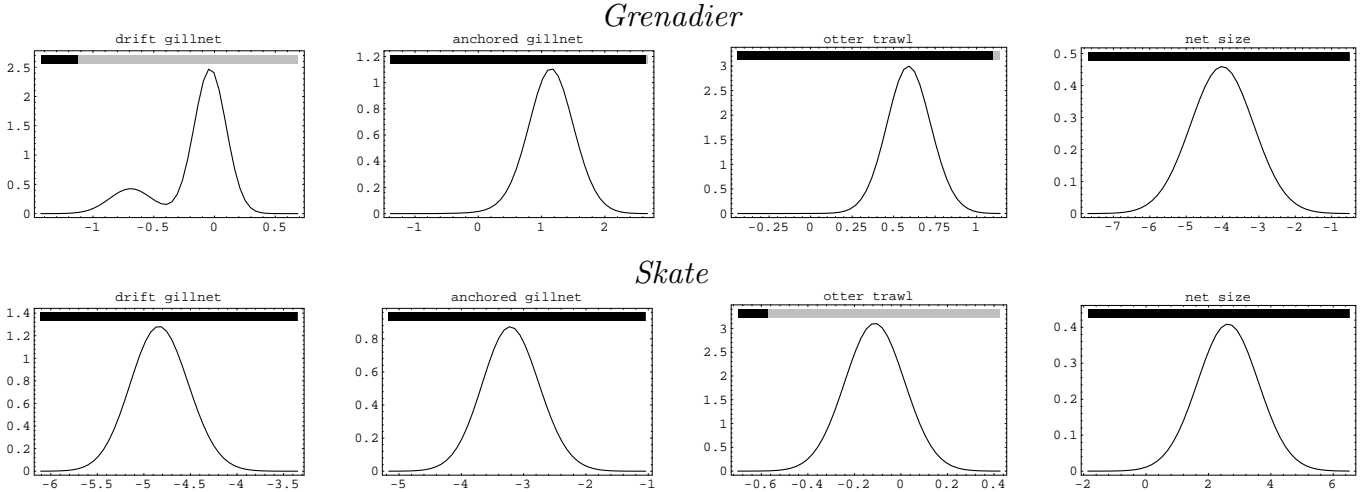 Grenadier
drift gillnet anchored gillnet otter trawl net size
2.5 1.2 3 0.5
2 1 2.5 0.4
1.5 0.8 2 0.3
1 0.6 1.5 0.2
0.5 0.4 1 0.1
0 0.2 0.5 0
0 0
-1 -0.5 0 0.5 -1 0 1 2 -0.25 0 0.25 0.5 0.75 1 -7 -6 -5 -4 -3 -2 -1
Skate
drift gillnet anchored gillnet otter trawl net size
1.4 0.8 3 0.4
1.2 0.6 2.5 0.3
1 0.4 2 0.2
0.8 0.2 1.5 0.1
0.6 0 1 0
0.4 0.5
0.2 0
0
-6 -5.5 -5 -4.5 -4 -3.5 -5 -4 -3 -2 -1 -0.6 -0.4 -0.2 0 0.2 0.4 -2 0 2 4 6